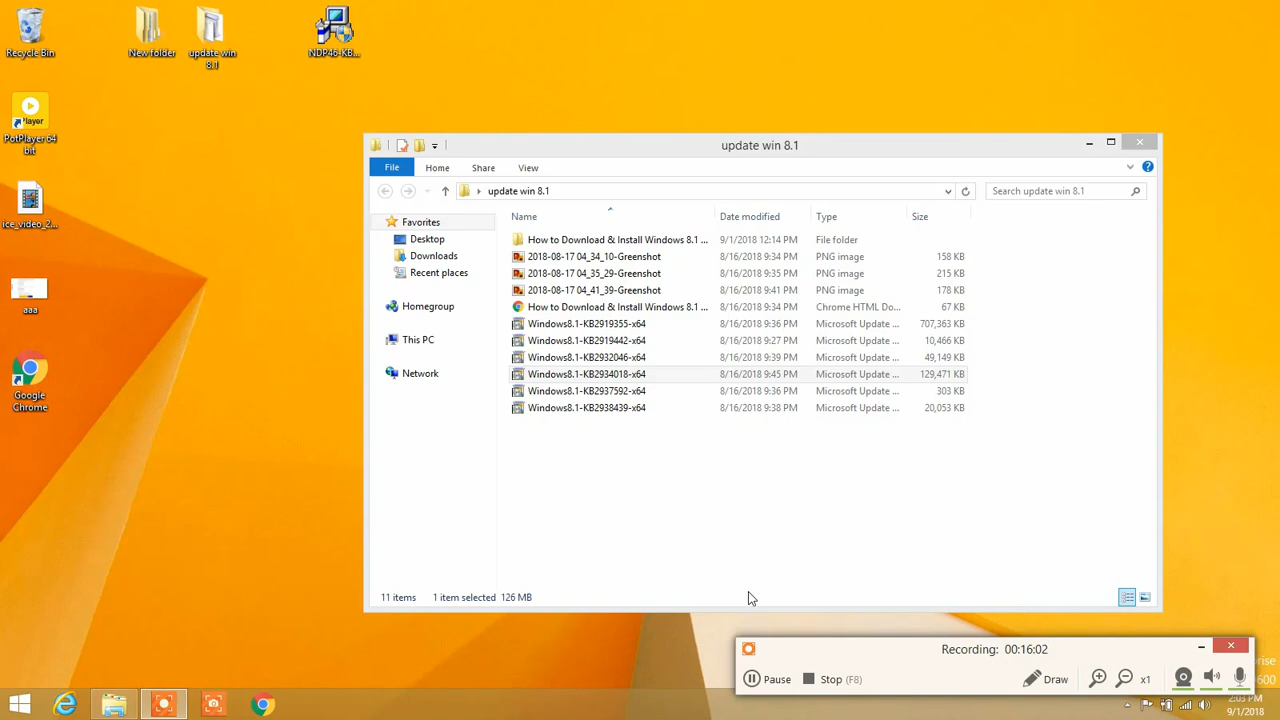 Recycle Bin
New folder
update win
8.1
NDP46-KB...
Player
PotPlayer 64
bit
ice_video_2...
aaa
Google
Chrome
update win 8.1
File
Home
Share
View
update win 8.1
Search update win 8.1
Favorites
Desktop
Downloads
Recent places
Homegroup
This PC
Network
Name Date modified Type Size
How to Download & Install Windows 8.1 ... 9/1/2018 12:14 PM File folder
2018-08-17 04_34_10-Greenshot 8/16/2018 9:34 PM PNG image 158 KB
2018-08-17 04_35_29-Greenshot 8/16/2018 9:35 PM PNG image 215 KB
2018-08-17 04_41_39-Greenshot 8/16/2018 9:41 PM PNG image 178 KB
How to Download & Install Windows 8.1 ... 8/16/2018 9:34 PM Chrome HTML Do... 67 KB
Windows8.1-KB2919355-x64 8/16/2018 9:36 PM Microsoft Update ... 707,363 KB
Windows8.1-KB2919442-x64 8/16/2018 9:27 PM Microsoft Update ... 10,466 KB
Windows8.1-KB2932046-x64 8/16/2018 9:39 PM Microsoft Update ... 49,149 KB
Windows8.1-KB2934018-x64 8/16/2018 9:45 PM Microsoft Update ... 129,471 KB
Windows8.1-KB2937592-x64 8/16/2018 9:36 PM Microsoft Update ... 303 KB
Windows8.1-KB2938439-x64 8/16/2018 9:38 PM Microsoft Update ... 20,053 KB
11 items 1 item selected 126 MB
Recording: 00:16:02
Pause Stop (F8) Draw x1
prise
600
2:03 PM
9/1/2018